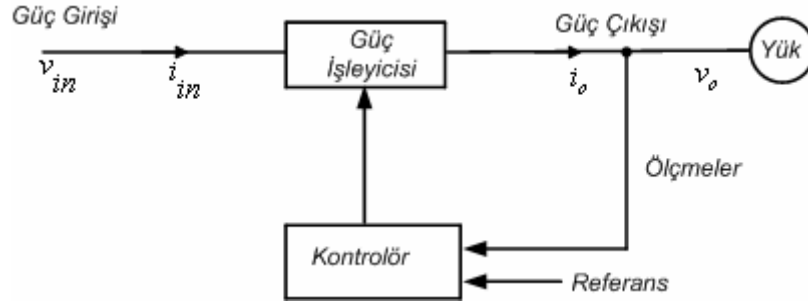 Güç Girişi
v_in
i_in
Güç
İşleyicisi
Güç Çıkışı
i_o
v_o
Yük
Ölçmeler
Kontrolör
Referans